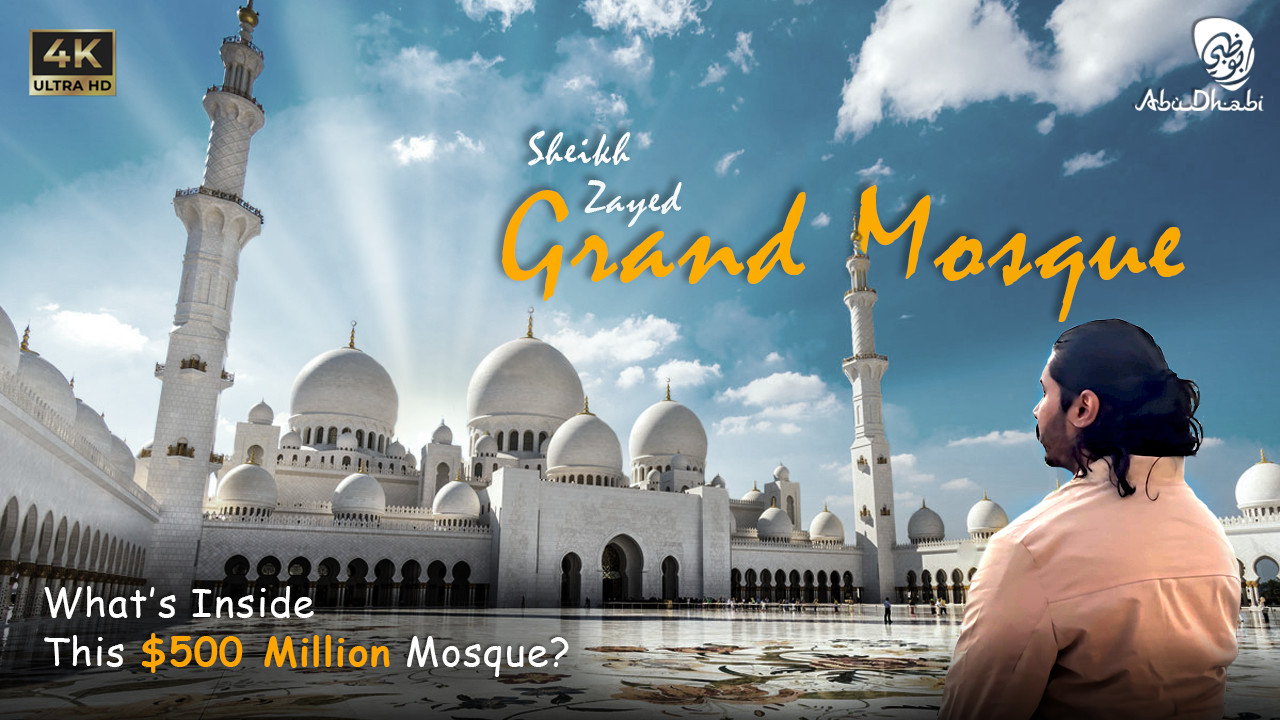 4K
ULTRA HD
أبوظبي
AbuDhabi
Sheikh
Zayed
Grand Mosque
What's Inside
This $500 Million Mosque?